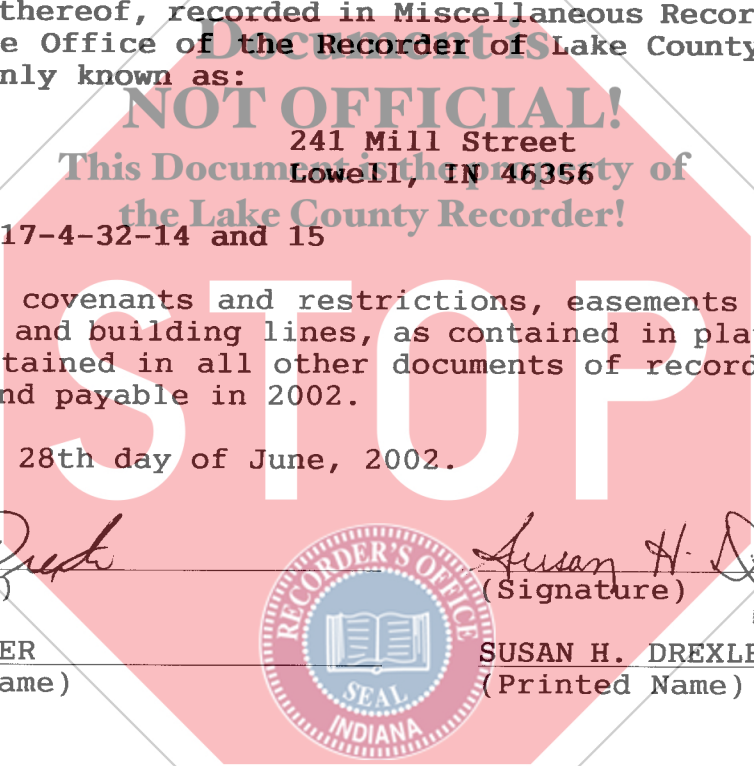 thereof, recorded in Miscellaneous Recor
Document is
e Office of the Recorder of Lake County
nly known as:
NOT OFFICIAL!
241 Mill Street
This Document is the property of
Lowell, IN 46356
the Lake County Recorder!
17-4-32-14 and 15
covenants and restrictions, easements
and building lines, as contained in pla
tained in all other documents of record
nd payable in 2002.
STOP
28th day of June, 2002.
Susan H. D
)
(Signature)
ER
SUSAN H. DREXLE
ame)
(Printed Name)
RECORDER'S OFFICE
SEAL
INDIANA